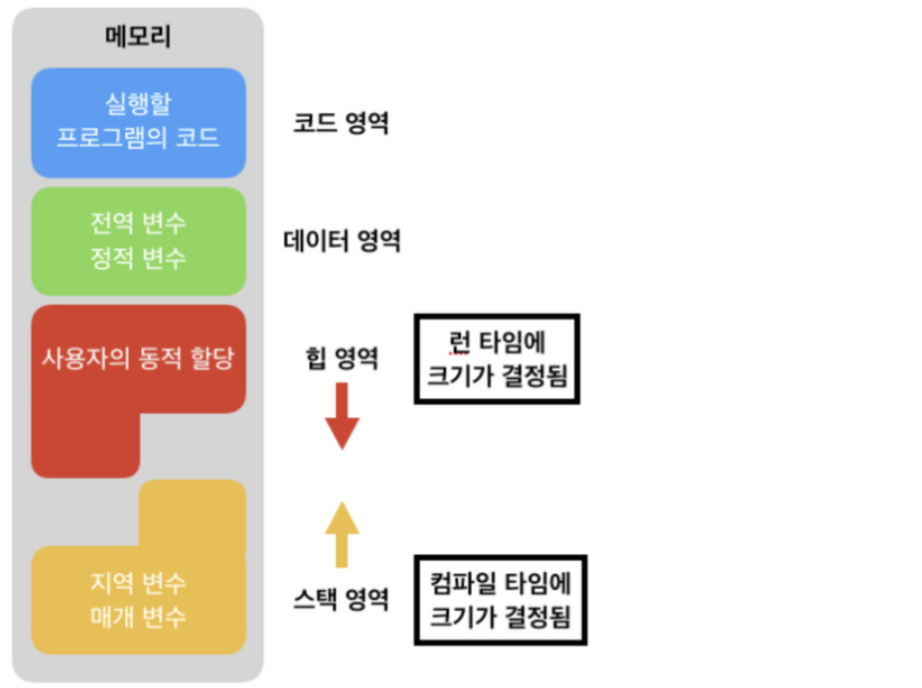 메모리
실행할
프로그램의 코드
코드 영역
전역 변수
정적 변수
데이터 영역
사용자의 동적 할당
힙 영역
런 타임에
크기가 결정됨
지역 변수
매개 변수
스택 영역
컴파일 타임에
크기가 결정됨